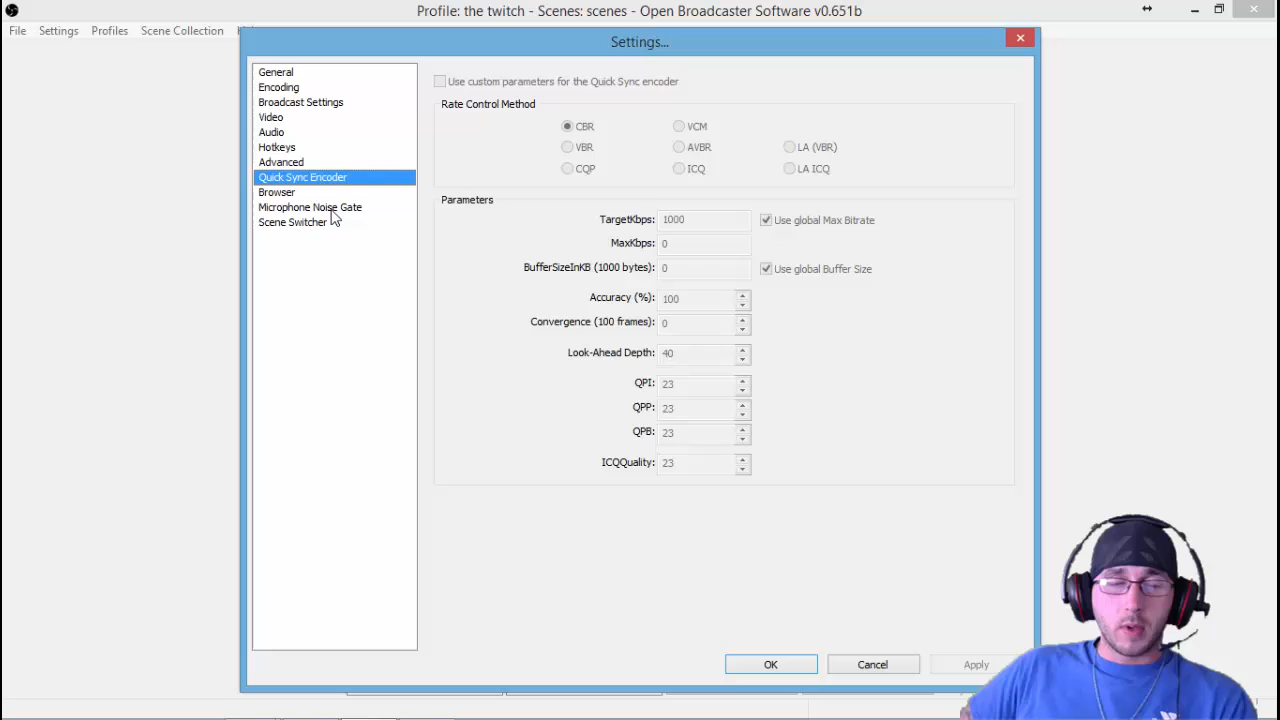 Profile: the twitch - Scenes: scenes - Open Broadcaster Software v0.651b
File Settings Profiles Scene Collection
Settings...
General
Encoding
Broadcast Settings
Video
Audio
Hotkeys
Advanced
Quick Sync Encoder
Browser
Microphone Noise Gate
Scene Switcher
Use custom parameters for the Quick Sync encoder
Rate Control Method
CBR VCM
VBR AVBR LA (VBR)
CQP ICQ LA ICQ
Parameters
TargetKbps: 1000 Use global Max Bitrate
MaxKbps: 0
BufferSizeInKB (1000 bytes): 0 Use global Buffer Size
Accuracy (%): 100
Convergence (100 frames): 0
Look-Ahead Depth: 40
QPI: 23
QPP: 23
QPB: 23
ICQQuality: 23
OK Cancel Apply